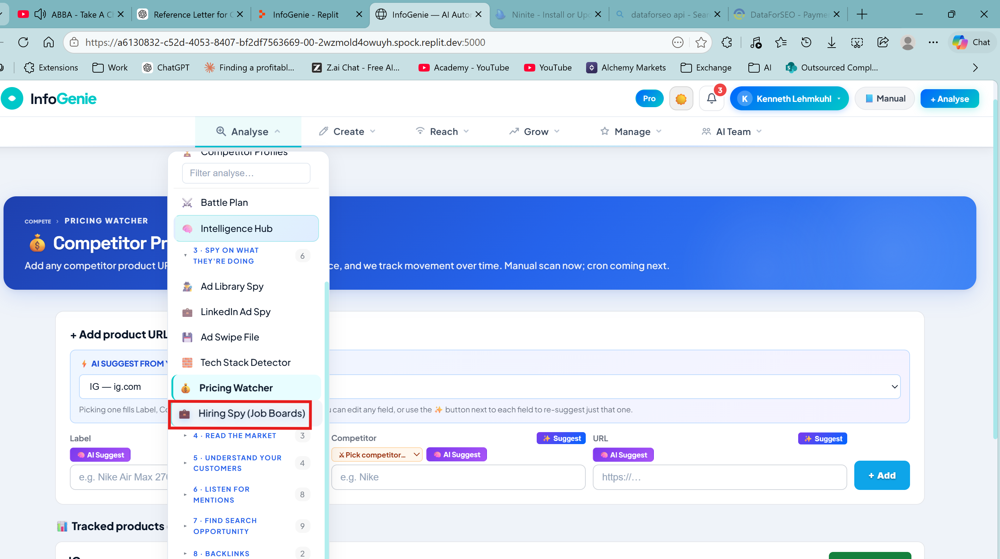 ABBA - Take A Ch
Reference Letter for C
InfoGenie - Replit
InfoGenie — AI Autor
Ninite - Install or Upd
dataforseo api - Sear
DataForSEO - Paymen
https://a6130832-c52d-4053-8407-bf2df7563669-00-2wzmold4owuyh.spock.replit.dev:5000
Chat
Extensions
Work
ChatGPT
Finding a profitabl...
Z.ai Chat - Free AI...
Academy - YouTube
YouTube
Alchemy Markets
Exchange
AI
Outsourced Compl...
InfoGenie
Pro
3
K Kenneth Lehmkuhl
Manual
+ Analyse
Analyse
Create
Reach
Grow
Manage
AI Team
Competitor Profiles
Filter analyse…
Battle Plan
Intelligence Hub
3 · SPY ON WHAT
THEY'RE DOING
6
Ad Library Spy
LinkedIn Ad Spy
Ad Swipe File
Tech Stack Detector
Pricing Watcher
Hiring Spy (Job Boards)
4 · READ THE MARKET
3
5 · UNDERSTAND YOUR
CUSTOMERS
4
6 · LISTEN FOR
MENTIONS
8
7 · FIND SEARCH
OPPORTUNITY
9
8 · BACKLINKS
2
COMPETE › PRICING WATCHER
Competitor Pr
Add any competitor product UR
ce, and we track movement over time. Manual scan now; cron coming next.
+ Add product URL
AI SUGGEST FROM Y
IG — ig.com
Picking one fills Label, Co
u can edit any field, or use the ✨ button next to each field to re-suggest just that one.
Label
AI Suggest
e.g. Nike Air Max 270
Competitor
Suggest
Pick competitor...
AI Suggest
e.g. Nike
URL
Suggest
AI Suggest
https://…
+ Add
Tracked products